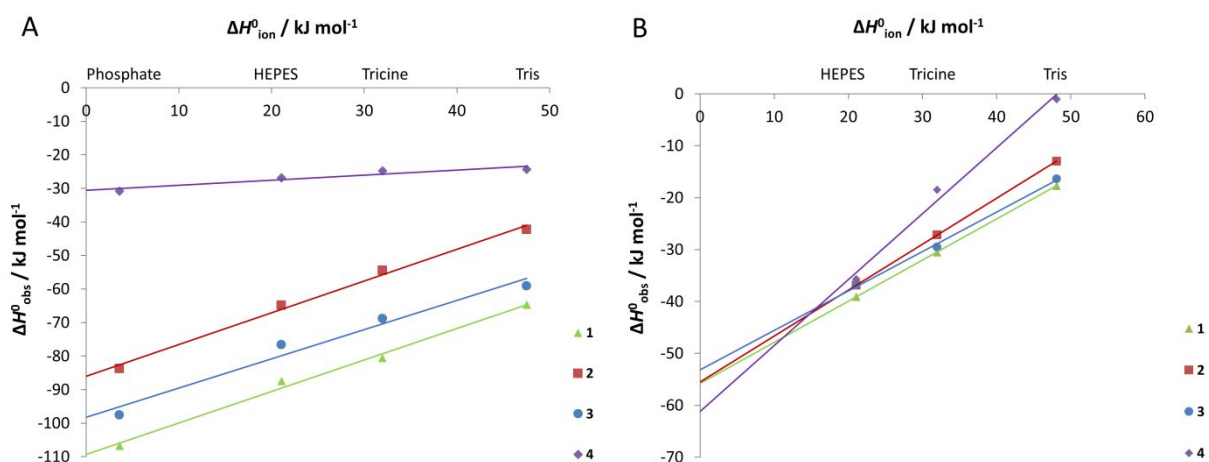 A
ΔH⁰ion / kJ mol⁻¹
Phosphate HEPES Tricine Tris
0 10 20 30 40 50
0
-10
-20
-30
-40
-50
-60
-70
-80
-90
-100
-110
ΔH⁰obs / kJ mol⁻¹
1
2
3
4
B
ΔH⁰ion / kJ mol⁻¹
HEPES Tricine Tris
0 10 20 30 40 50 60
0
-10
-20
-30
-40
-50
-60
-70
ΔH⁰obs / kJ mol⁻¹
1
2
3
4